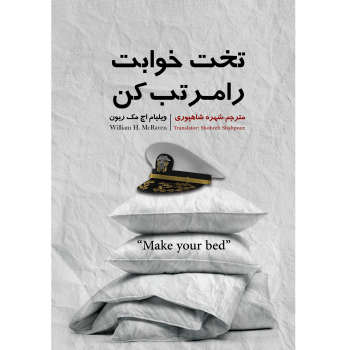 تخت خوابت
را مرتب کن
مترجم شهره شاهپوری | ویلیام اچ مک ریون
William H. McRaven | Translator: Shohreh Shahpouri
“Make your bed”